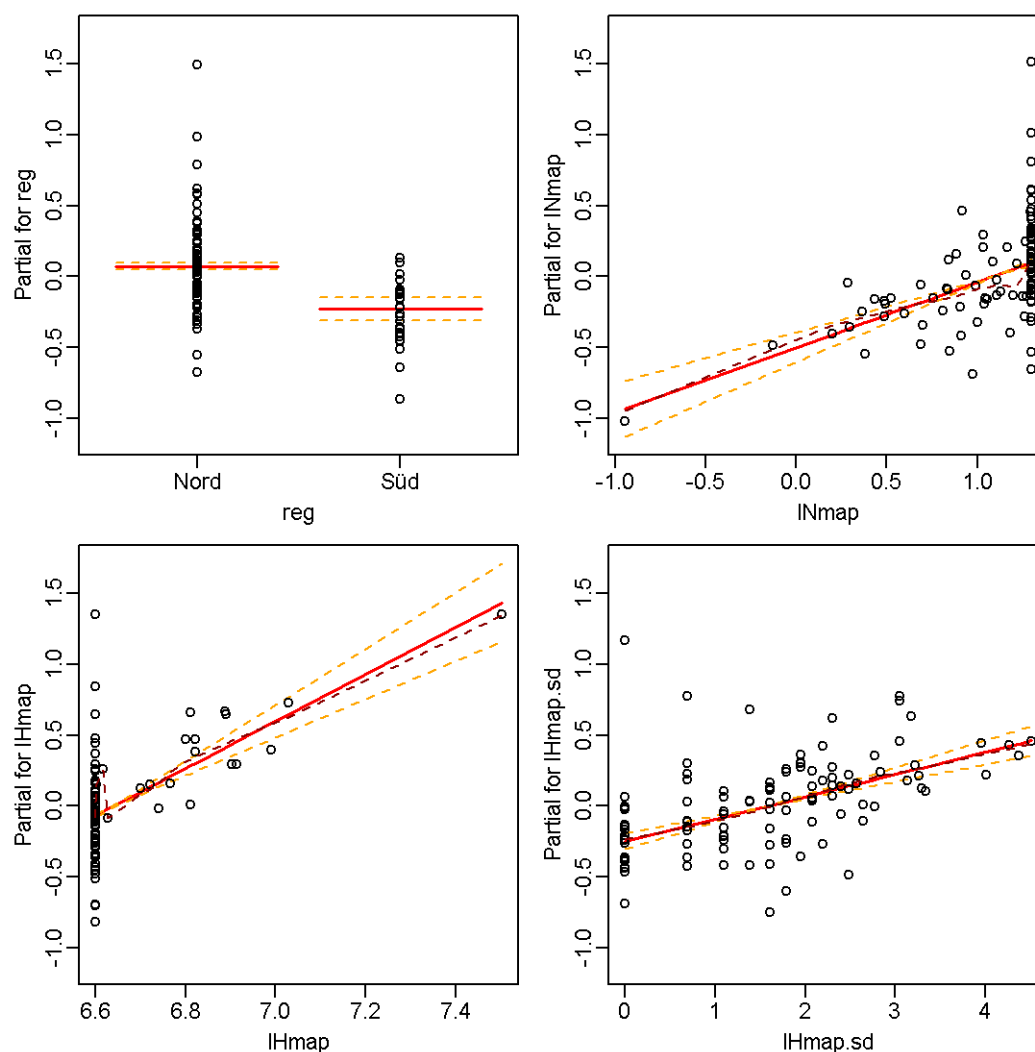 Partial for reg
-1.0 -0.5 0.0 0.5 1.0 1.5
Nord Süd
reg
Partial for lNmap
-1.0 -0.5 0.0 0.5 1.0 1.5
-1.0 -0.5 0.0 0.5 1.0
lNmap
Partial for lHmap
-1.0 -0.5 0.0 0.5 1.0 1.5
6.6 6.8 7.0 7.2 7.4
lHmap
Partial for lHmap.sd
-1.0 -0.5 0.0 0.5 1.0 1.5
0 1 2 3 4
lHmap.sd